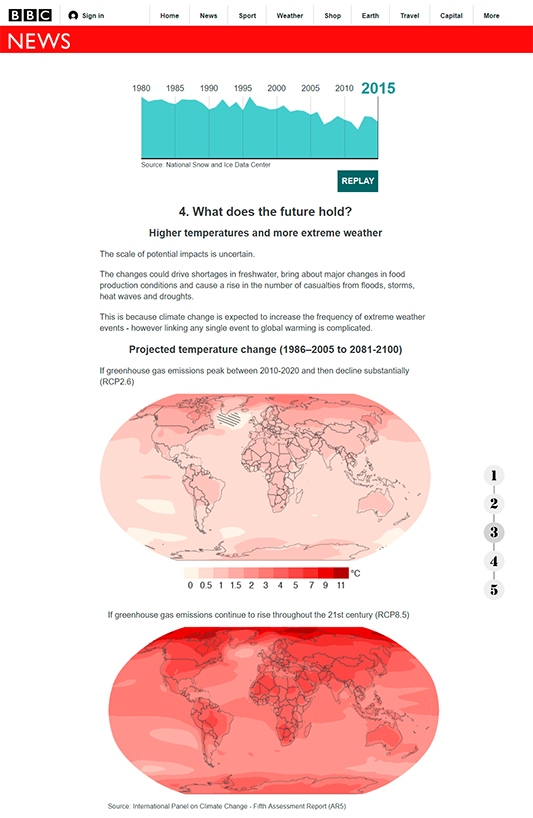 BBC Sign in Home News Sport Weather Shop Earth Travel Capital More
NEWS
1980 1985 1990 1995 2000 2005 2010 2015
Source: National Snow and Ice Data Center
REPLAY
4. What does the future hold?
Higher temperatures and more extreme weather
The scale of potential impacts is uncertain.
The changes could drive shortages in freshwater, bring about major changes in food
production conditions and cause a rise in the number of casualties from floods, storms,
heat waves and droughts.
This is because climate change is expected to increase the frequency of extreme weather
events - however linking any single event to global warming is complicated.
Projected temperature change (1986–2005 to 2081-2100)
If greenhouse gas emissions peak between 2010-2020 and then decline substantially
(RCP2.6)
1
2
3
4
5
°C
0 0.5 1 1.5 2 3 4 5 7 9 11
If greenhouse gas emissions continue to rise throughout the 21st century (RCP8.5)
Source: International Panel on Climate Change - Fifth Assessment Report (AR5)